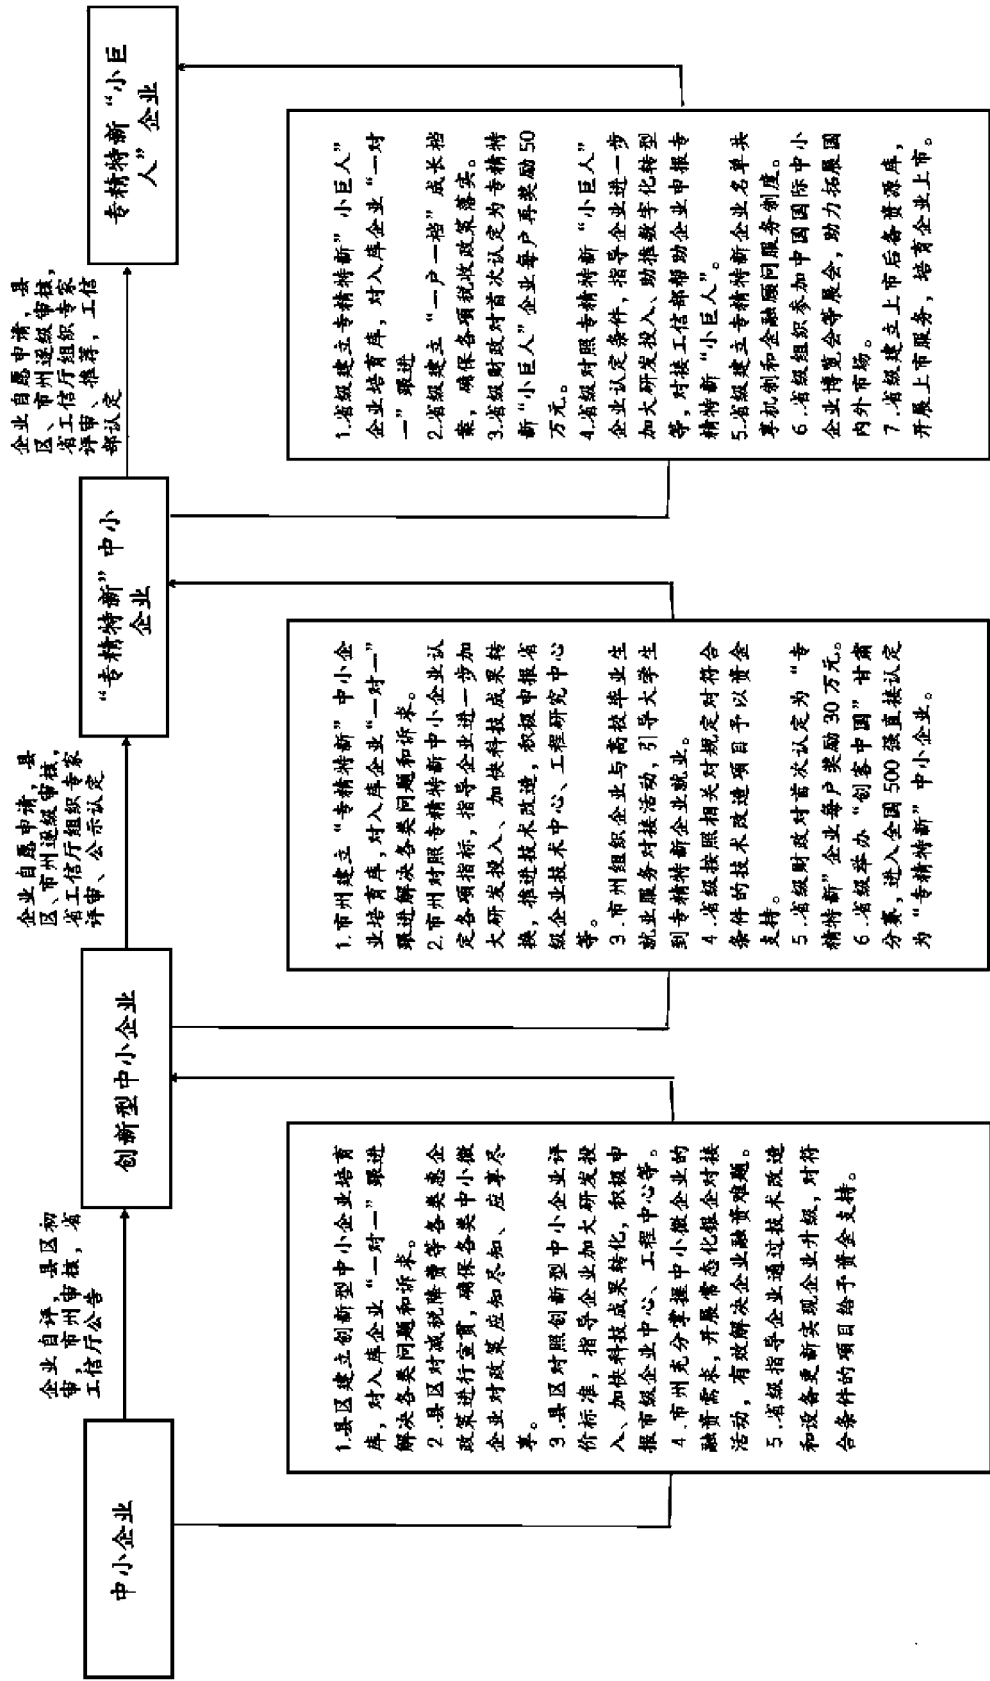 中小企业
企业自评，县区初
审，市州审核，省
工信厅公告
创新型中小企业
企业自愿申请，县
区、市州逐级审核，
省工信厅组织专家
评审、公示认定
“专精特新”中小
企业
企业自愿申请，县
区、市州逐级审核，
省工信厅组织专家
评审、推荐，工信
部认定
专精特新“小巨
人”企业
1.县区建立创新型中小企业培育
库，对入库企业“一对一”跟进
解决各类问题和诉求。
2.县区对减税降费等各类惠企
政策进行宣贯，确保各类中小微
企业对政策应知尽知、应享尽
享。
3.县区对照创新型中小企业评
价标准，指导企业加大研发投
入、加快科技成果转化，积极申
报市级企业中心、工程中心等。
4.市州充分掌握中小微企业的
融资需求，开展常态化银企对接
活动，有效解决企业融资难题。
5.省级指导企业通过技术改造
和设备更新实现企业升级，对符
合条件的项目给予资金支持。
1.市州建立“专精特新”中小企
业培育库，对入库企业“一对一”
跟进解决各类问题和诉求。
2.市州对照专精特新中小企业认
定各项指标，指导企业进一步加
大研发投入、加快科技成果转
换，推进技术改造，积极申报省
级企业技术中心、工程研究中心
等。
3.市州组织企业与高校毕业生
就业服务对接活动，引导大学生
到专精特新企业就业。
4.省级按照相关对规定对符合
条件的技术改造项目予以资金
支持。
5.省级财政对首次认定为“专
精特新”企业每户奖励30万元。
6.省级举办“创客中国”甘肃
分赛，进入全国500强直接认定
为“专精特新”中小企业。
1.省级建立专精特新”小巨人”
企业培育库，对入库企业“一对
一”跟进
2.省级建立“一户一档”成长档
案，确保各项税收政策落实。
3.省级财政对首次认定为专精特
新“小巨人”企业每户再奖励50
万元。
4.省级对照专精特新“小巨人”
企业认定条件，指导企业进一步
加大研发投入、助推数字化转型
等，对接工信部帮助企业申报专
精特新“小巨人”。
5.省级建立专精特新企业名单共
享机制和金融顾问服务制度。
6.省级组织参加中国国际中小
企业博览会等展会，助力拓展国
内外市场。
7.省级建立上市后备资源库，
开展上市服务，培育企业上市。